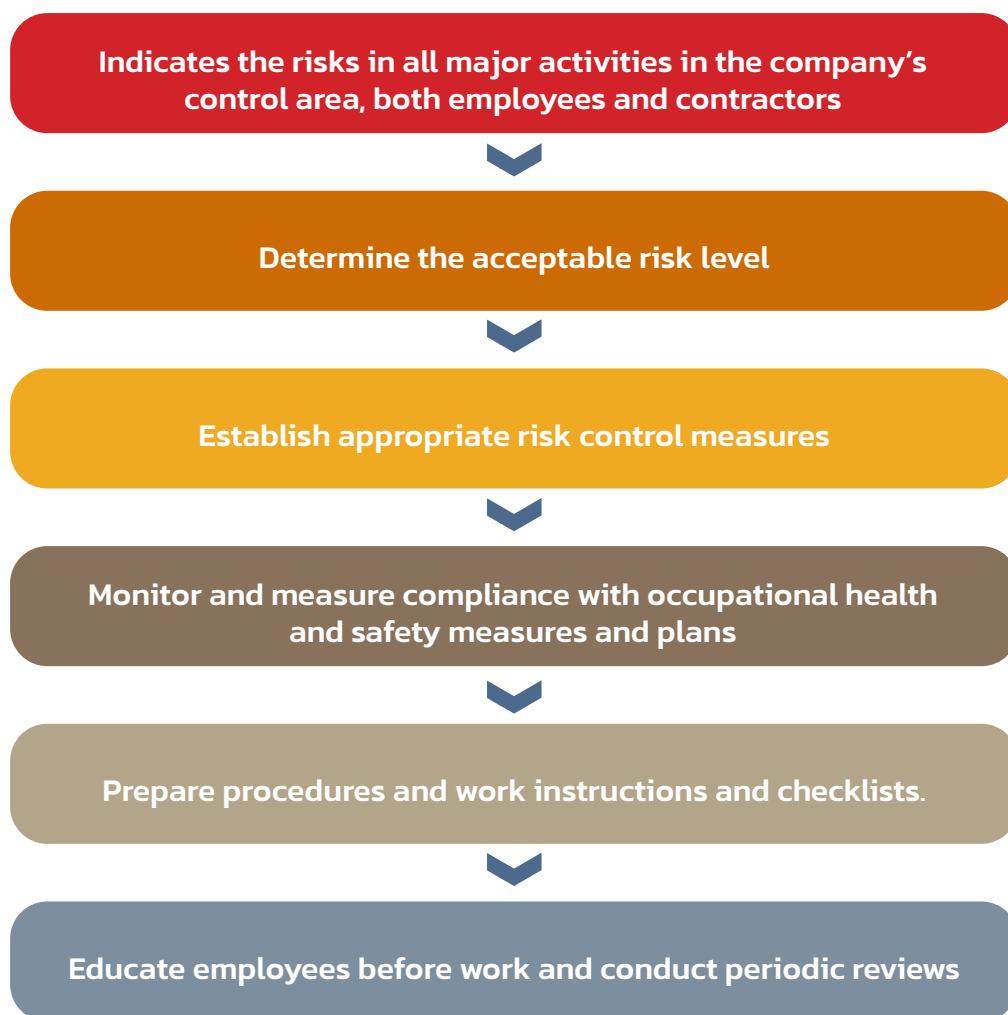 Indicates the risks in all major activities in the company’s
control area, both employees and contractors
Determine the acceptable risk level
Establish appropriate risk control measures
Monitor and measure compliance with occupational health
and safety measures and plans
Prepare procedures and work instructions and checklists.
Educate employees before work and conduct periodic reviews